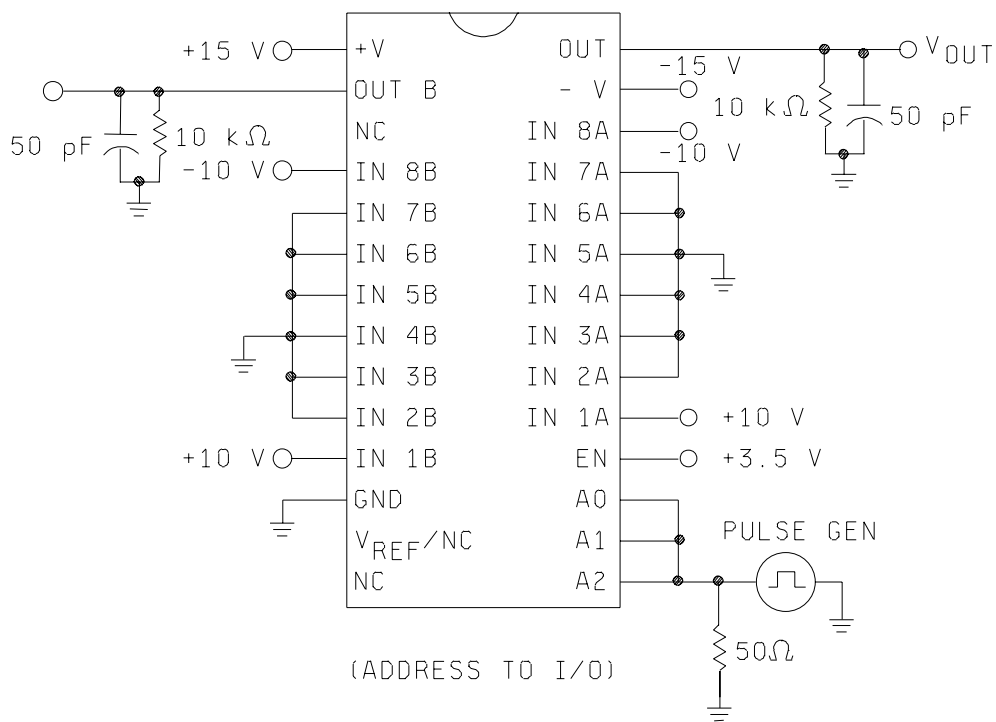 +15 V
+V
OUT
V OUT
-15 V
OUT B
- V
10 kΩ
50 pF
50 pF
10 kΩ
NC
IN 8A
-10 V
-10 V
IN 8B
IN 7A
IN 7B
IN 6A
IN 6B
IN 5A
IN 5B
IN 4A
IN 4B
IN 3A
IN 3B
IN 2A
IN 2B
IN 1A
+10 V
+10 V
IN 1B
EN
+3.5 V
GND
A0
VREF/NC
A1
PULSE GEN
NC
A2
50Ω
(ADDRESS TO I/O)